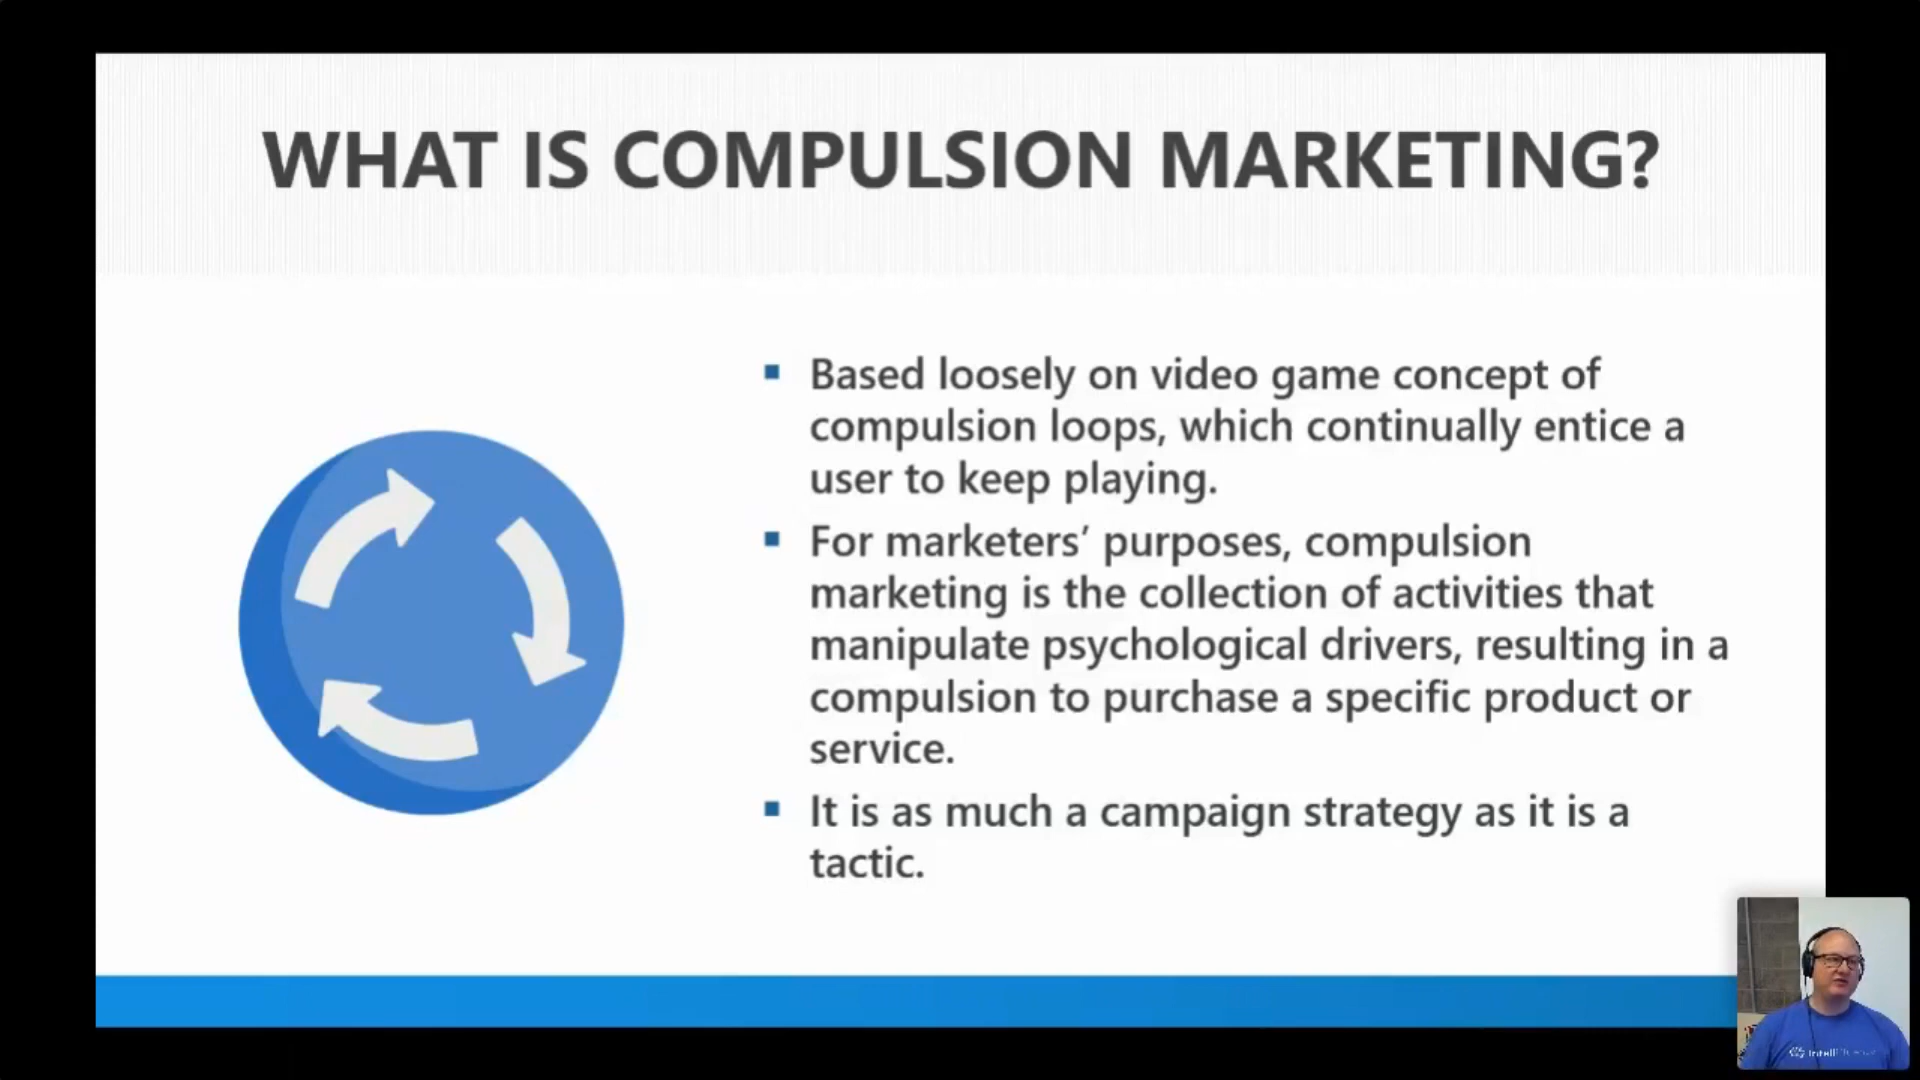 WHAT IS COMPULSION MARKETING?
Based loosely on video game concept of
compulsion loops, which continually entice a
user to keep playing.
For marketers’ purposes, compulsion
marketing is the collection of activities that
manipulate psychological drivers, resulting in a
compulsion to purchase a specific product or
service.
It is as much a campaign strategy as it is a
tactic.